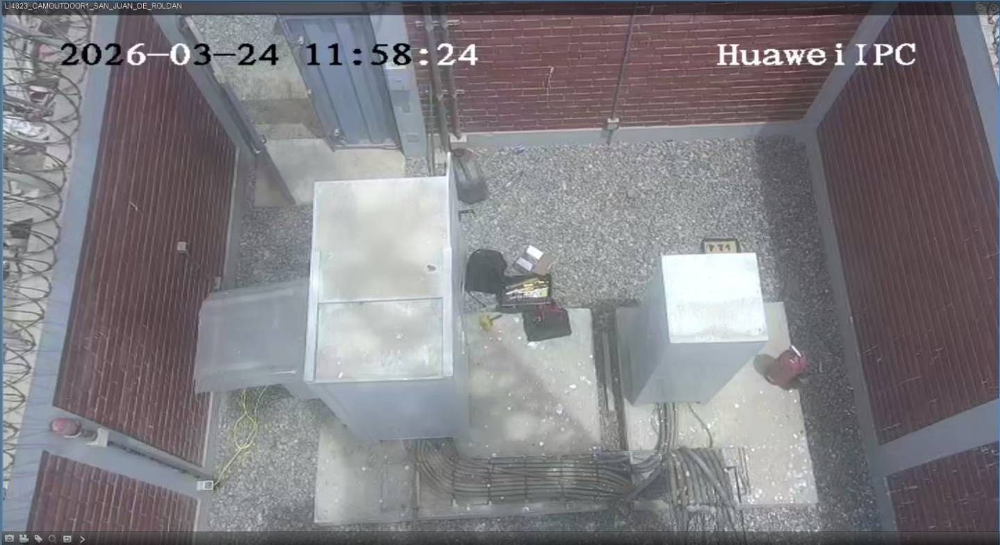 LI4823_CAMOUTDOOR1_SAN_JUAN_DE_ROLDAN
2026-03-24 11:58:24
HuaweiIPC